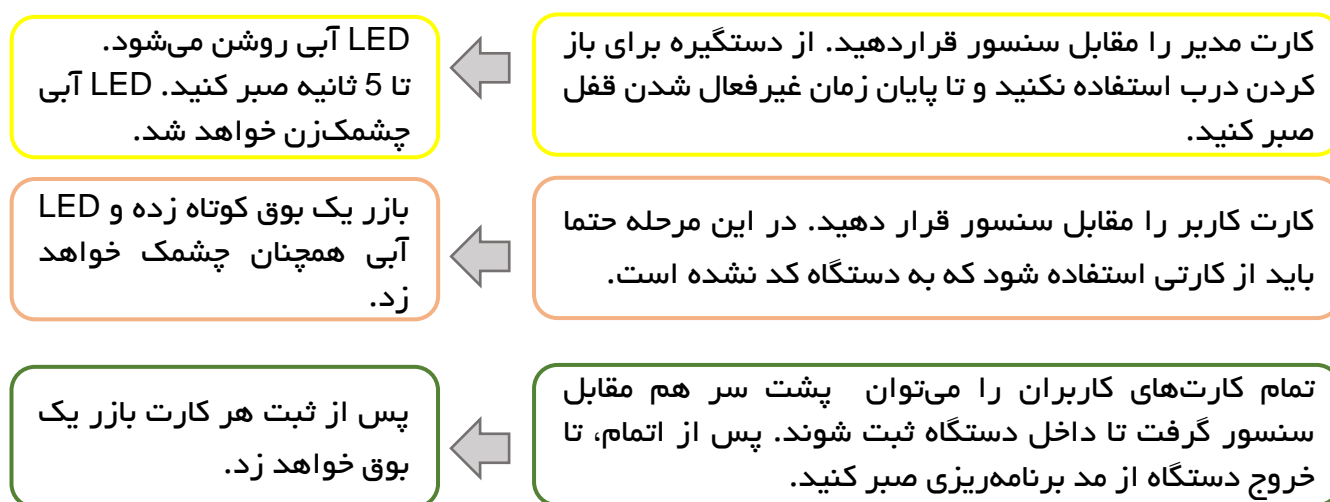 کارت مدیر را مقابل سنسور قراردهید. از دستگیره برای باز
کردن درب استفاده نکنید و تا پایان زمان غیرفعال شدن قفل
صبر کنید.
LED آبی روشن می‌شود.
تا 5 ثانیه صبر کنید. LED آبی
چشمک‌زن خواهد شد.
کارت کاربر را مقابل سنسور قرار دهید. در این مرحله حتما
باید از کارتی استفاده شود که به دستگاه کد نشده است.
بازر یک بوق کوتاه زده و LED
آبی همچنان چشمک خواهد
زد.
تمام کارت‌های کاربران را می‌توان پشت سر هم مقابل
سنسور گرفت تا داخل دستگاه ثبت شوند. پس از اتمام، تا
خروج دستگاه از مد برنامه‌ریزی صبر کنید.
پس از ثبت هر کارت بازر یک
بوق خواهد زد.